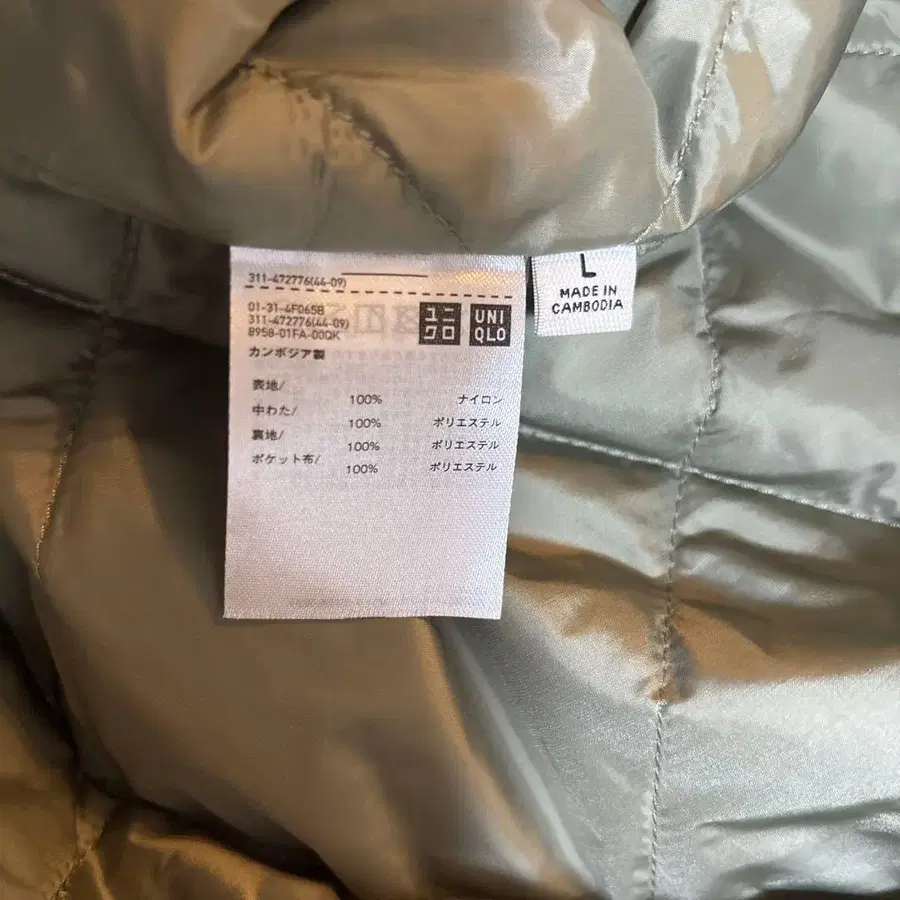 311-472776(44-09)
01-31-4F065B
311-472776(44-09)
8958-01FA-00QK
カンボジア製
ユニ
クロ
UNI
QLO
表地/
100% ナイロン
中わた/
100% ポリエステル
裏地/
100% ポリエステル
ポケット布/
100% ポリエステル
L
MADE IN
CAMBODIA